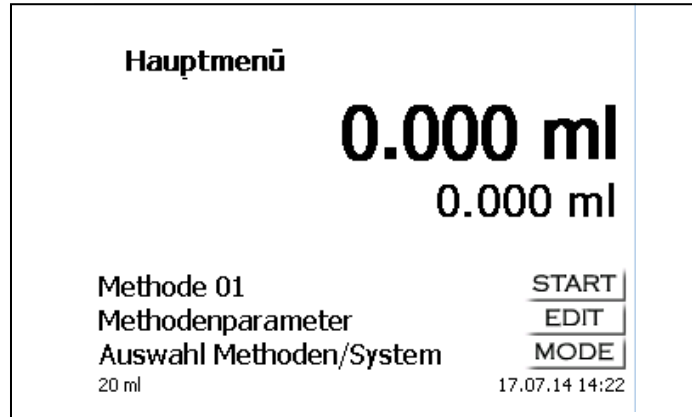 Hauptmenü
0.000 ml
0.000 ml
Methode 01 START
Methodenparameter EDIT
Auswahl Methoden/System MODE
20 ml 17.07.14 14:22